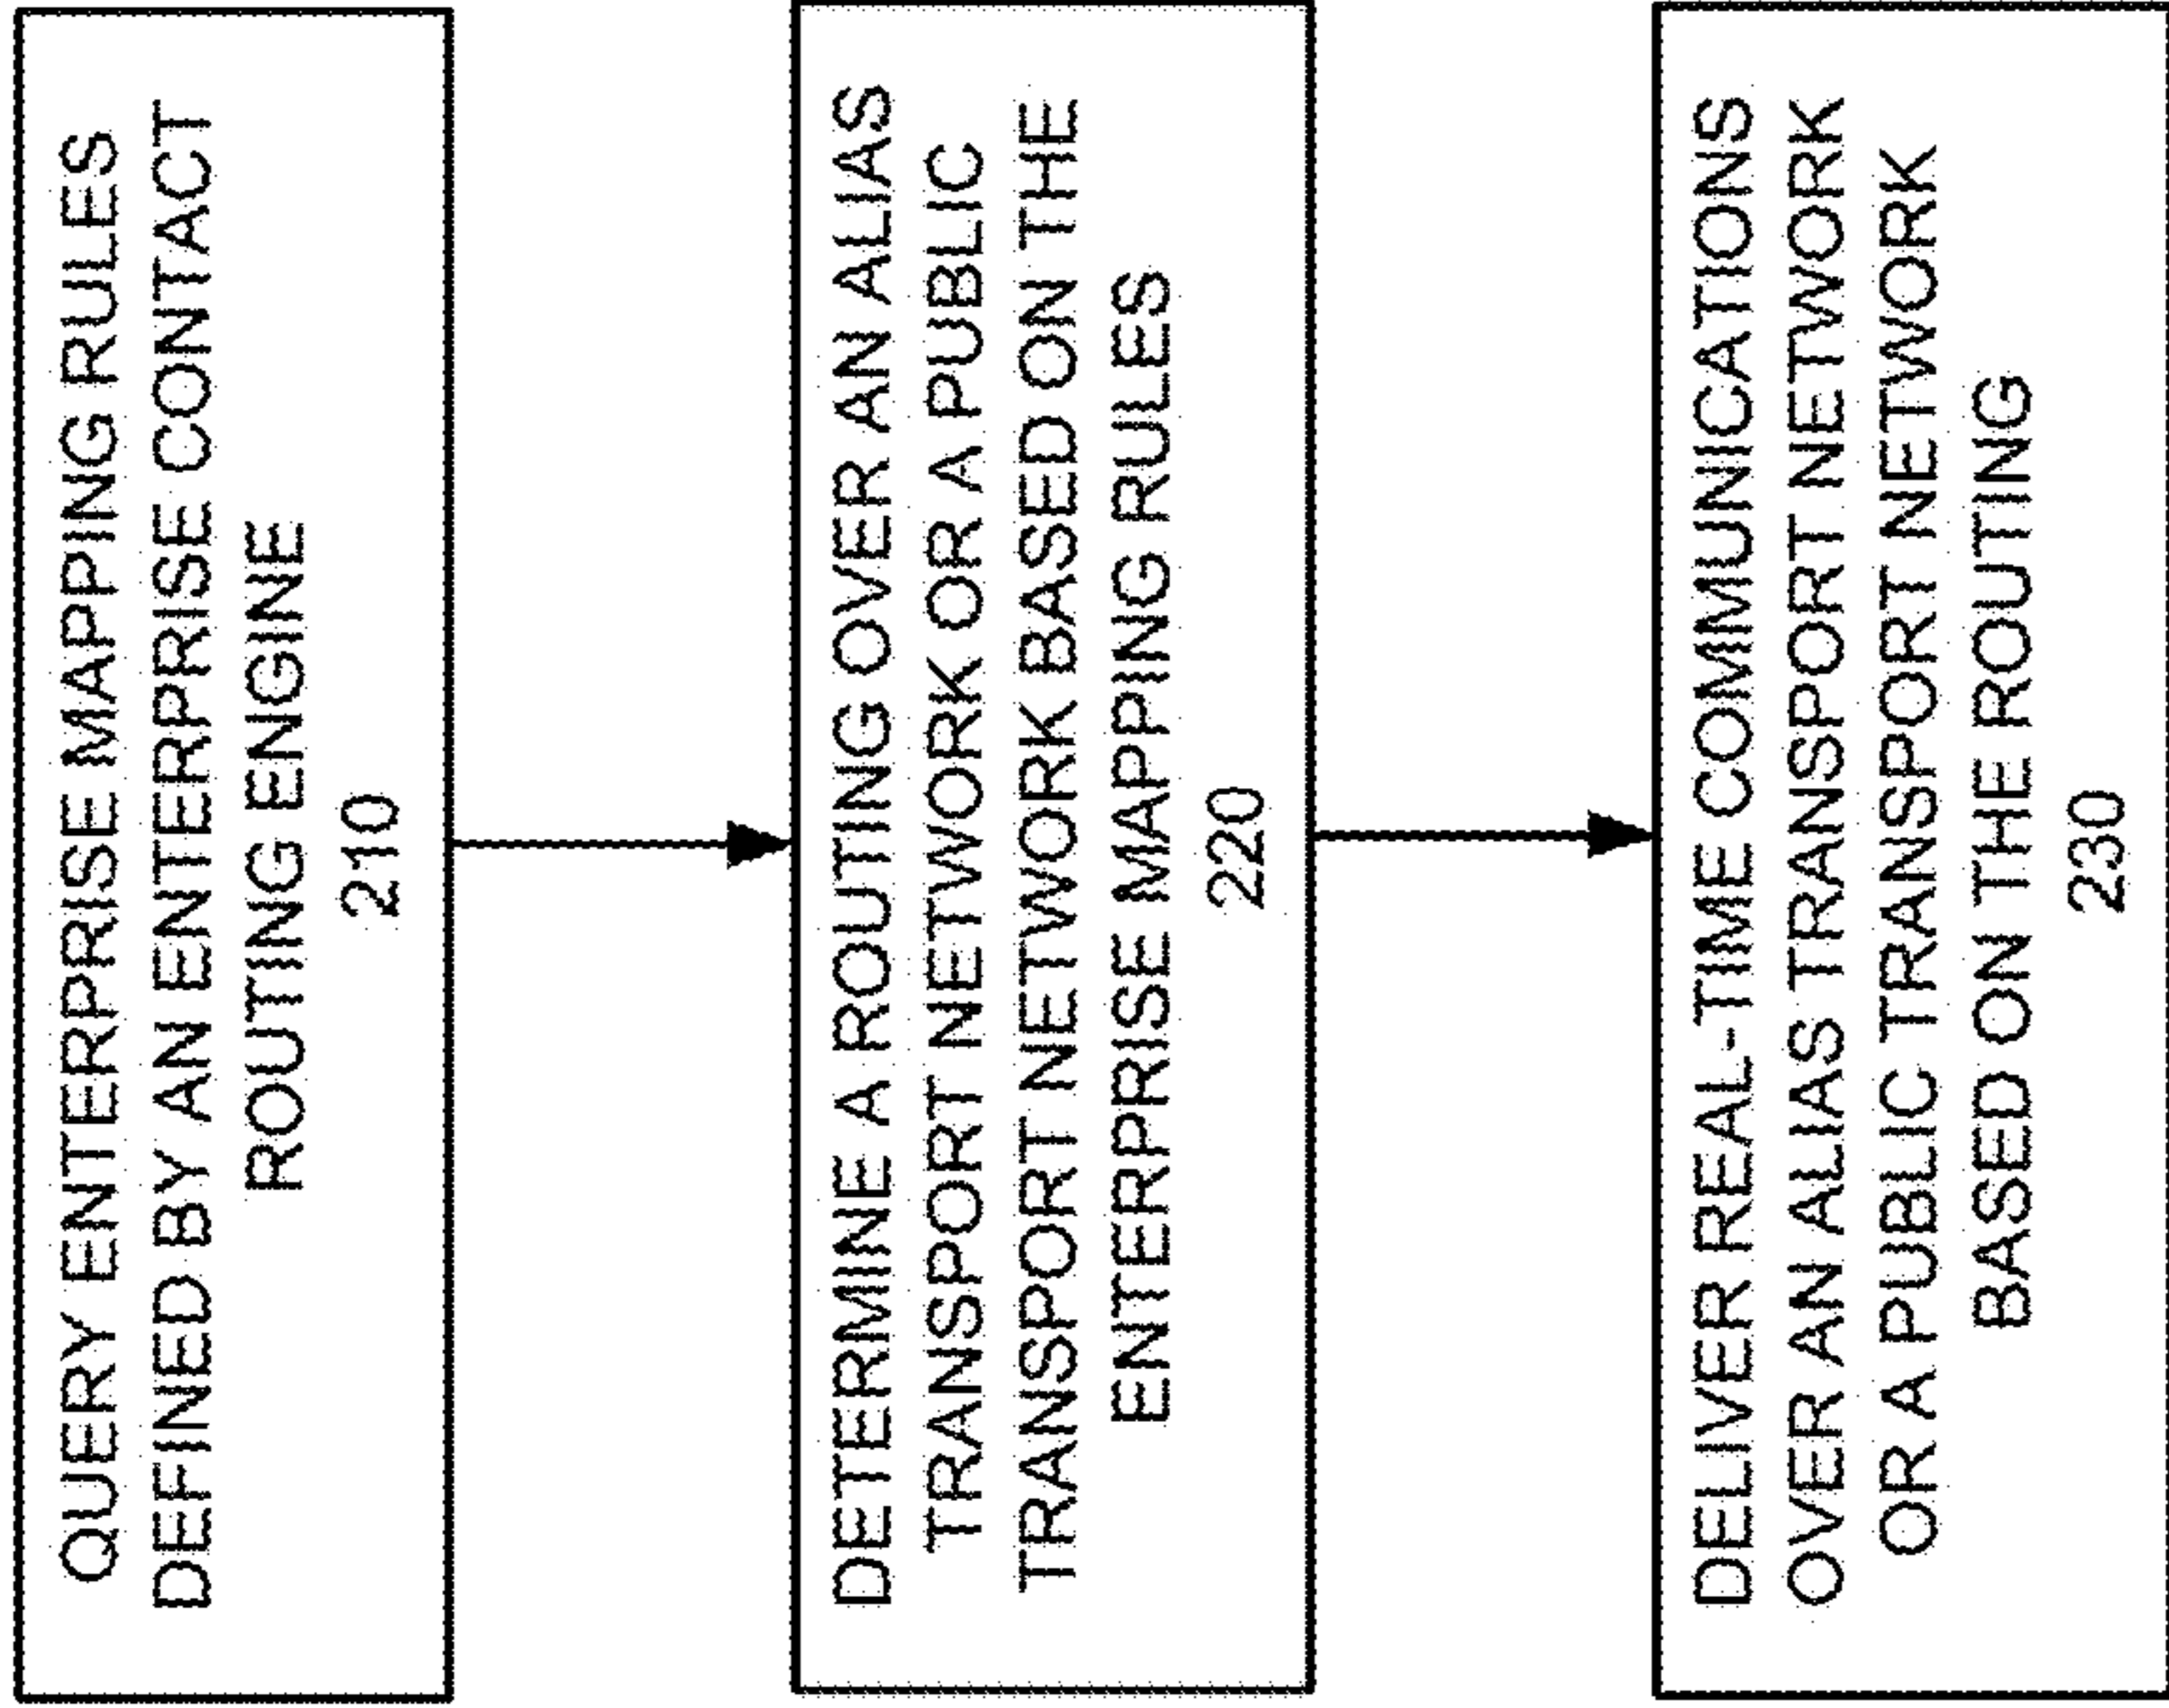 QUERY ENTERPRISE MAPPING RULES
DEFINED BY AN ENTERPRISE CONTACT
ROUTING ENGINE
210
DETERMINE A ROUTING OVER AN ALIAS
TRANSPORT NETWORK OR A PUBLIC
TRANSPORT NETWORK BASED ON THE
ENTERPRISE MAPPING RULES
220
DELIVER REAL-TIME COMMUNICATIONS
OVER AN ALIAS TRANSPORT NETWORK
OR A PUBLIC TRANSPORT NETWORK
BASED ON THE ROUTING
230